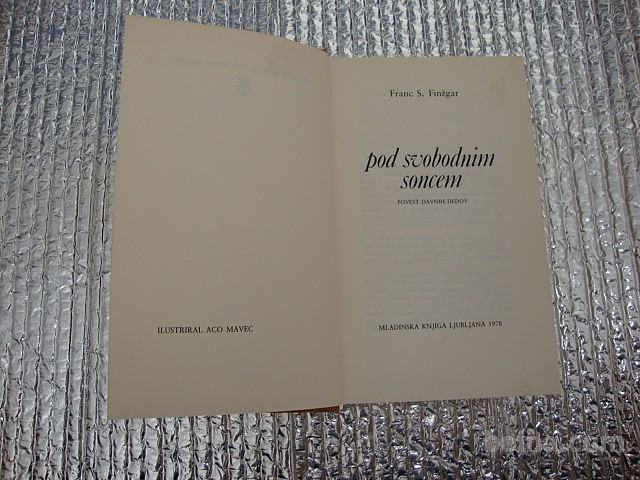 ILUSTRIRAL ACO MAVEC
Franc S. Finžgar
pod svobodnim
soncem
POVEST DAVNIH DEDOV
MLADINSKA KNJIGA LJUBLJANA 1978